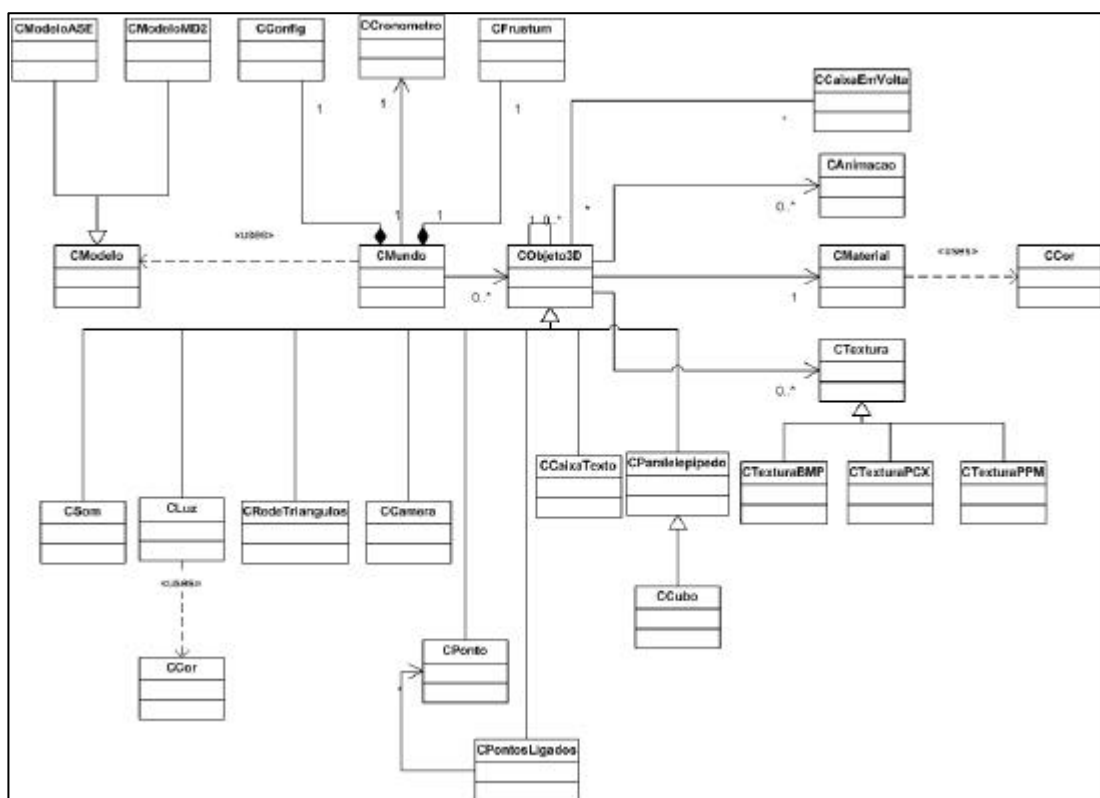 CModeloASE
CModeloMD2
CConfig
CCronometro
CFrustum
CCaixaEmVolta
1
1
1
*
CAnimacao
0..*
«uses»
1
1
1 0..*
*
CModelo
CMundo
CObjeto3D
CMaterial
«uses»
CCor
0..*
1
CTextura
0..*
CCaixaTexto
CParalelepipedo
CTexturaBMP
CTexturaPCX
CTexturaPPM
CSom
CLuz
CRedeTriangulos
CCamera
«uses»
CCubo
CPonto
CCor
*
CPontosLigados